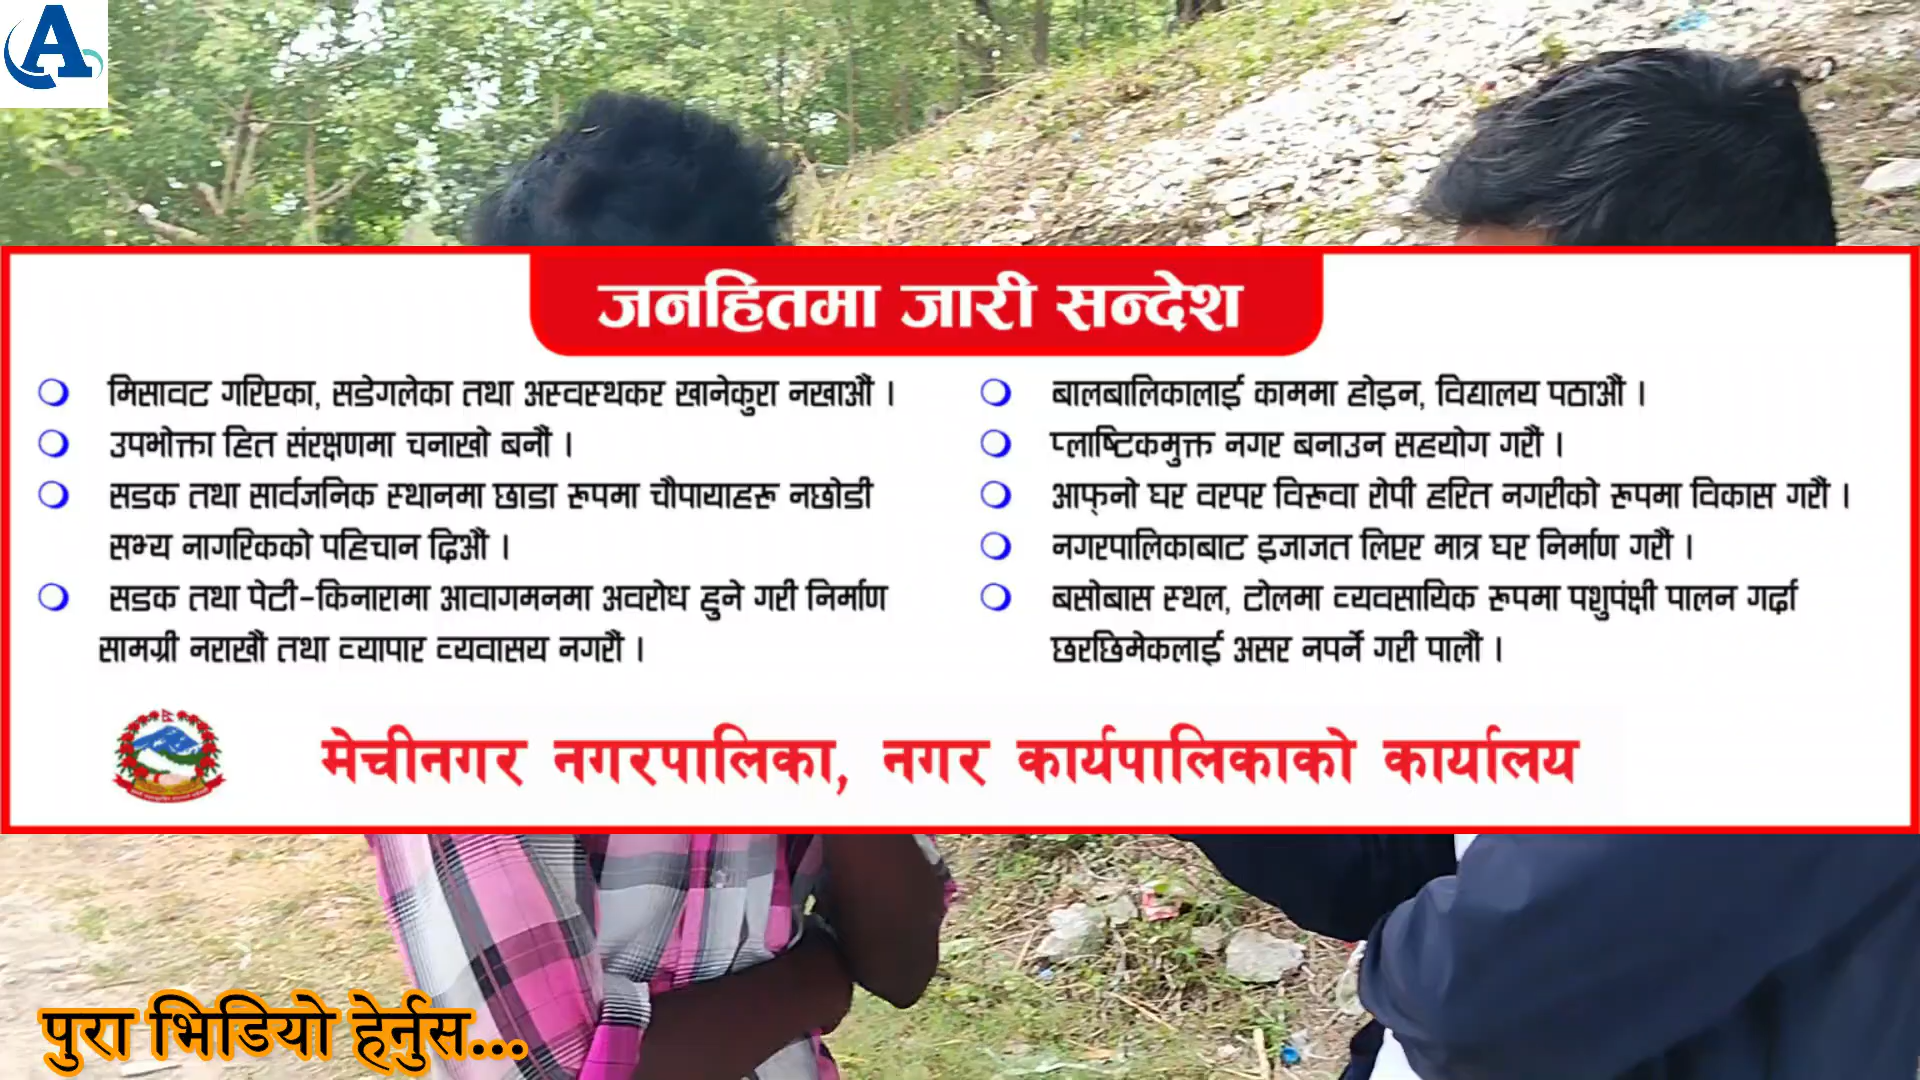 A
जनहितमा जारी सन्देश
मिसावट गरिएका, सडेगलेका तथा अस्वस्थकर खानेकुरा नखाऔं ।
उपभोक्ता हित संरक्षणमा चनाखो बनौं ।
सडक तथा सार्वजनिक स्थानमा छाडा रूपमा चौपायाहरू नछोडी
सभ्य नागरिकको पहिचान दिऔं ।
सडक तथा पेटी-किनारामा आवागमनमा अवरोध हुने गरी निर्माण
सामग्री नराखौं तथा व्यापार व्यवासय नगरौं ।
बालबालिकालाई काममा होइन, विद्यालय पठाऔं ।
प्लाष्टिकमुक्त नगर बनाउन सहयोग गरौं ।
आफ्‌नो घर वरपर विरूवा रोपी हरित नगरीको रूपमा विकास गरौं ।
नगरपालिकाबाट इजाजत लिएर मात्र घर निर्माण गरौं ।
बसोबास स्थल, टोलमा व्यवसायिक रूपमा पशुपंक्षी पालन गर्दा
छरछिमेकलाई असर नपर्ने गरी पालौं ।
मेचीनगर नगरपालिका, नगर कार्यपालिकाको कार्यालय
पुरा भिडियो हेर्नुस...